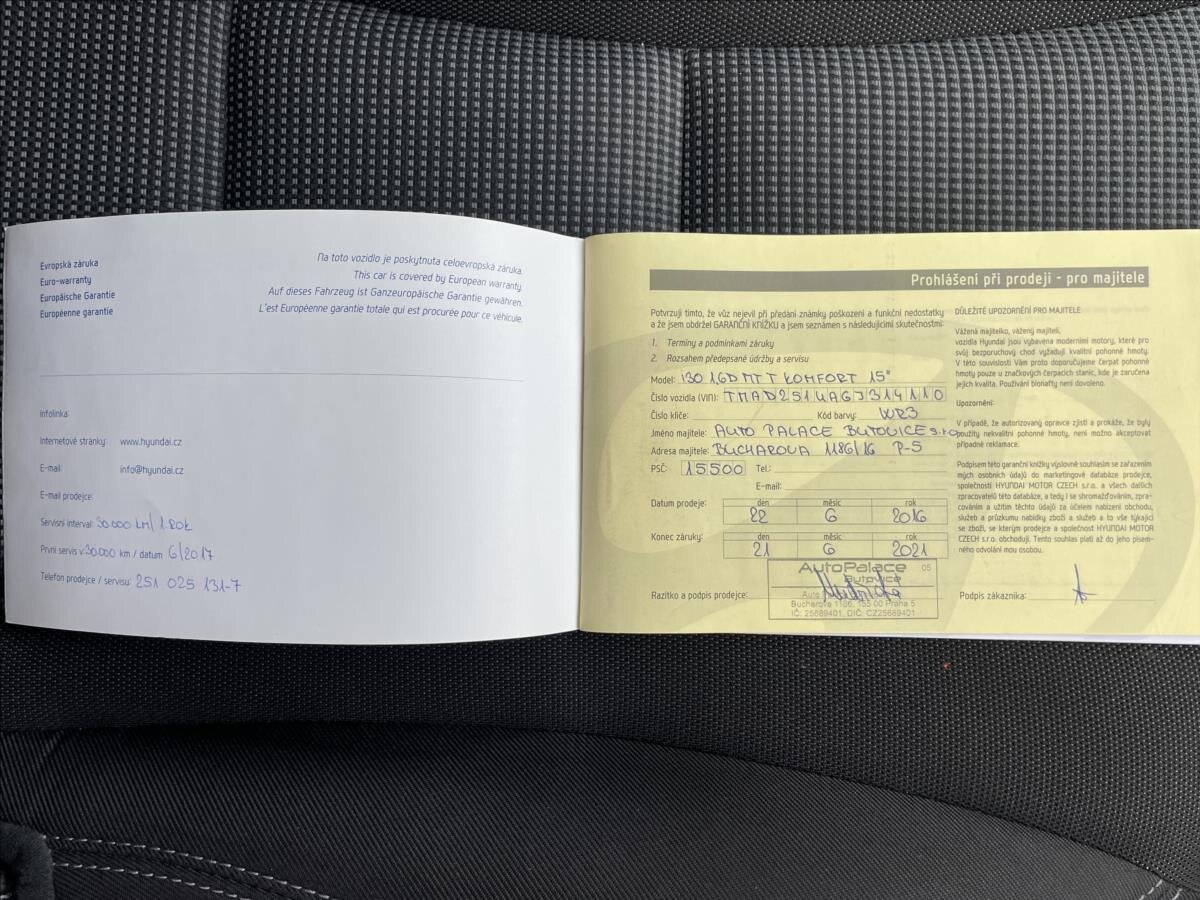 Evropská záruka
Euro-warranty
Europäische Garantie
Européenne garantie
Na toto vozidlo je poskytnuta celoevropská záruka.
This car is covered by European warranty.
Auf dieses Fahrzeug ist Ganzeuropäische Garantie gewähren.
L'est Européenne garantie totale qui est procurée pour ce véhicule.
Infolinka:
Internetové stránky: www.hyundai.cz
E-mail: info@hyundai.cz
E-mail prodejce:
Servisní interval: 30 000 km/ 1 ROK
První servis v: 30000 km / datum 6/2017
Telefon prodejce / servisu: 251 025 131-7
Prohlášení při prodeji - pro majitele
Potvrzuji tímto, že vůz nejevil při předání známky poškození a funkční nedostatky
a že jsem obdržel GARANČNÍ KNÍŽKU a jsem seznámen s následujícími skutečnostmi:
1. Termíny a podmínkami záruky
2. Rozsahem předepsané údržby a servisu
Model: i30 1,6D MT T KOMFORT 15"
Číslo vozidla (VIN): TMAD251UAGJ314110
Číslo klíče: Kód barvy: WR3
Jméno majitele: AUTO PALACE BUTOVICE s.r.o
Adresa majitele: BUCHAROVA 1186/16 P-5
PSČ: 15500 Tel.:
E-mail:
Datum prodeje: den měsíc rok
22 6 2016
Konec záruky: den měsíc rok
21 6 2021
Razítko a podpis prodejce:
AutoPalace 05
Butovice
Auto
Bucharova 1186, 155 00 Praha 5
IČ: 25689401, DIČ: CZ25689401
DŮLEŽITÉ UPOZORNĚNÍ PRO MAJITELE
Vážená majitelko, vážený majiteli,
vozidla Hyundai jsou vybavena moderními motory, které pro
svůj bezporuchový chod vyžadují kvalitní pohonné hmoty.
V této souvislosti Vám proto doporučujeme čerpat pohonné
hmoty pouze u značkových čerpacích stanic, kde je zaručena
jejich kvalita. Používání bionafty není dovoleno.
Upozornění:
V případě, že autorizovaný opravce zjistí a prokáže, že byly
použity nekvalitní pohonné hmoty, není možno akceptovat
případné reklamace.
Podpisem této garanční knížky výslovně souhlasím se zařazením
mých osobních údajů do marketingové databáze prodejce,
společnosti HYUNDAI MOTOR CZECH s.r.o. a všech dalších
zpracovatelů této databáze, a tedy i se shromažďováním, zpra-
cováním a užitím těchto údajů za účelem nabízení obchodu,
služeb a průzkumu nabídky zboží a služeb a to vše týkající
se zboží, se kterým prodejce a společnost HYUNDAI MOTOR
CZECH s.r.o. obchodují. Tento souhlas platí až do jeho písem-
ného odvolání mou osobou.
Podpis zákazníka: